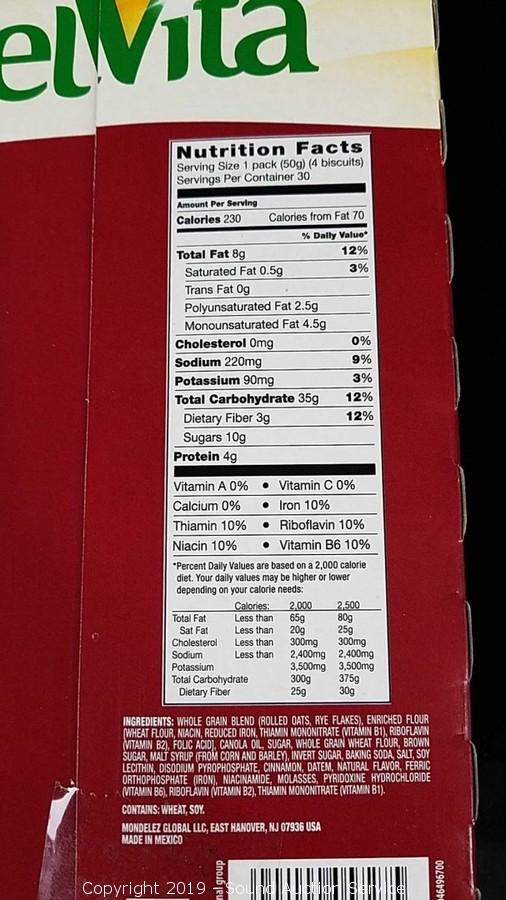 elVita
Nutrition Facts
Serving Size 1 pack (50g) (4 biscuits)
Servings Per Container 30
Amount Per Serving
Calories 230 Calories from Fat 70
% Daily Value*
Total Fat 8g 12%
Saturated Fat 0.5g 3%
Trans Fat 0g
Polyunsaturated Fat 2.5g
Monounsaturated Fat 4.5g
Cholesterol 0mg 0%
Sodium 220mg 9%
Potassium 90mg 3%
Total Carbohydrate 35g 12%
Dietary Fiber 3g 12%
Sugars 10g
Protein 4g
Vitamin A 0% • Vitamin C 0%
Calcium 0% • Iron 10%
Thiamin 10% • Riboflavin 10%
Niacin 10% • Vitamin B6 10%
*Percent Daily Values are based on a 2,000 calorie
diet. Your daily values may be higher or lower
depending on your calorie needs:
Calories: 2,000 2,500
Total Fat Less than 65g 80g
Sat Fat Less than 20g 25g
Cholesterol Less than 300mg 300mg
Sodium Less than 2,400mg 2,400mg
Potassium 3,500mg 3,500mg
Total Carbohydrate 300g 375g
Dietary Fiber 25g 30g
INGREDIENTS: WHOLE GRAIN BLEND (ROLLED OATS, RYE FLAKES), ENRICHED FLOUR
[WHEAT FLOUR, NIACIN, REDUCED IRON, THIAMIN MONONITRATE (VITAMIN B1), RIBOFLAVIN
(VITAMIN B2), FOLIC ACID], CANOLA OIL, SUGAR, WHOLE GRAIN WHEAT FLOUR, BROWN
SUGAR, MALT SYRUP (FROM CORN AND BARLEY), INVERT SUGAR, BAKING SODA, SALT, SOY
LECITHIN, DISODIUM PYROPHOSPHATE, CINNAMON, DATEM, NATURAL FLAVOR, FERRIC
ORTHOPHOSPHATE (IRON), NIACINAMIDE, MOLASSES, PYRIDOXINE HYDROCHLORIDE
(VITAMIN B6), RIBOFLAVIN (VITAMIN B2), THIAMIN MONONITRATE (VITAMIN B1).
CONTAINS: WHEAT, SOY.
MONDELEZ GLOBAL LLC, EAST HANOVER, NJ 07936 USA
MADE IN MEXICO
nal group
46496700
Copyright 2019 - Sound Auction Service